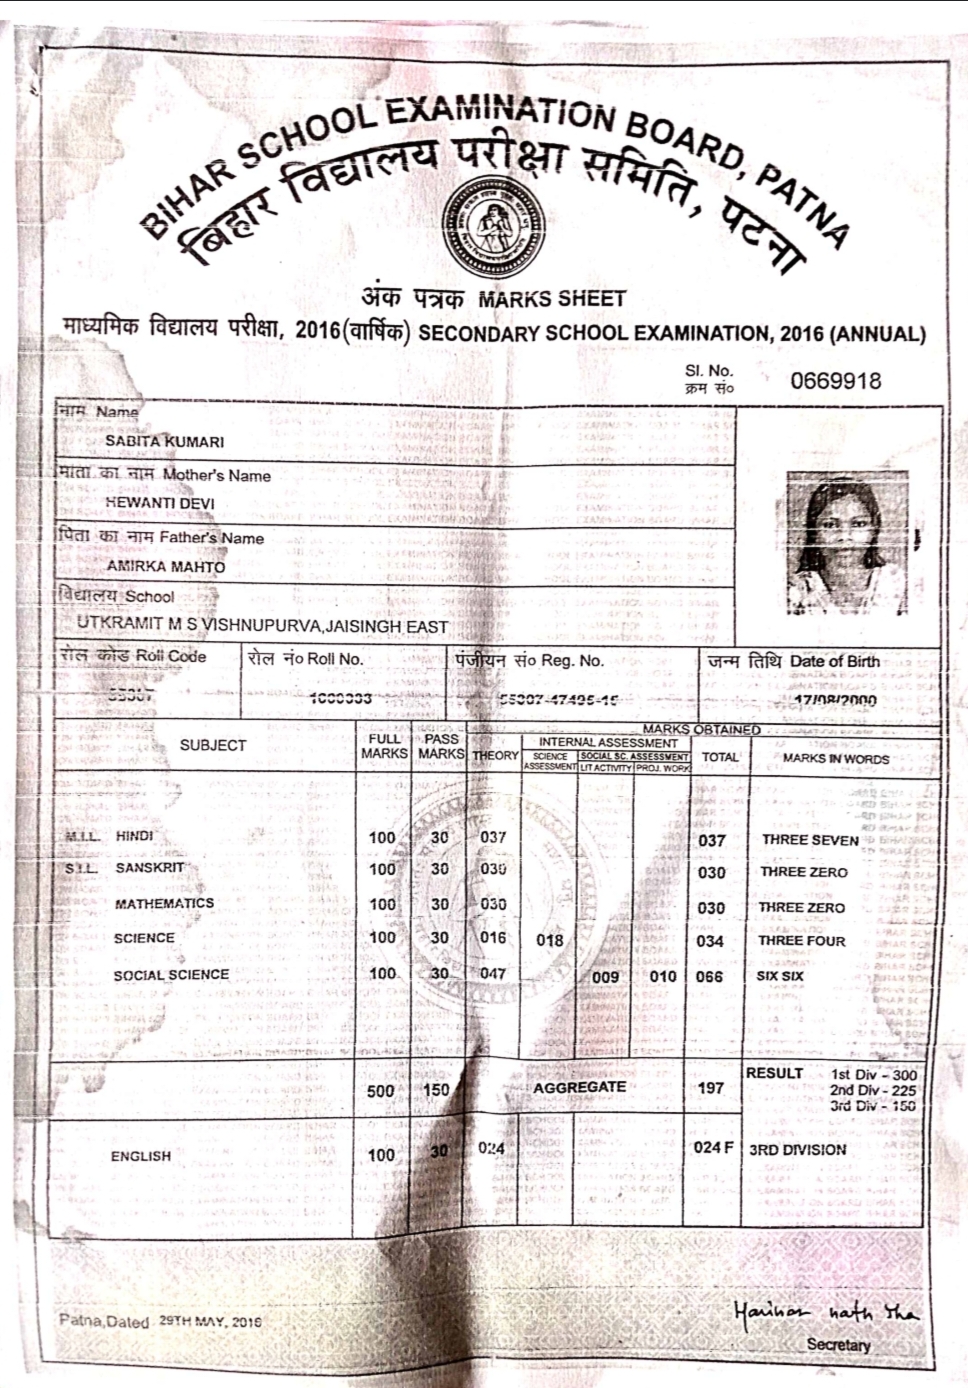 BIHAR SCHOOL EXAMINATION BOARD, PATNA
बिहार विद्यालय परीक्षा समिति, पटना
अंक पत्रक MARKS SHEET
माध्यमिक विद्यालय परीक्षा, 2016(वार्षिक) SECONDARY SCHOOL EXAMINATION, 2016 (ANNUAL)
Sl. No.
क्रम सं० 0669918
नाम Name
SABITA KUMARI
माता का नाम Mother's Name
HEWANTI DEVI
पिता का नाम Father's Name
AMIRKA MAHTO
विद्यालय School
UTKRAMIT M S VISHNUPURVA,JAISINGH EAST
रोल कोड Roll Code रोल नं० Roll No. पंजीयन सं० Reg. No. जन्म तिथि Date of Birth
17/08/2000
MARKS OBTAINED
SUBJECT FULL MARKS PASS MARKS THEORY INTERNAL ASSESSMENT TOTAL MARKS IN WORDS
SCIENCE ASSESSMENT SOCIAL SC. ASSESSMENT
LIT ACTIVITY PROJ. WORK
M.I.L. HINDI 100 30 037 037 THREE SEVEN
S.I.L. SANSKRIT 100 30 030 030 THREE ZERO
MATHEMATICS 100 30 030 030 THREE ZERO
SCIENCE 100 30 016 018 034 THREE FOUR
SOCIAL SCIENCE 100 30 047 009 010 066 SIX SIX
500 150 AGGREGATE 197 RESULT 1st Div - 300
2nd Div - 225
3rd Div - 150
ENGLISH 100 30 024 024 F 3RD DIVISION
Patna,Dated 29TH MAY, 2016
Secretary